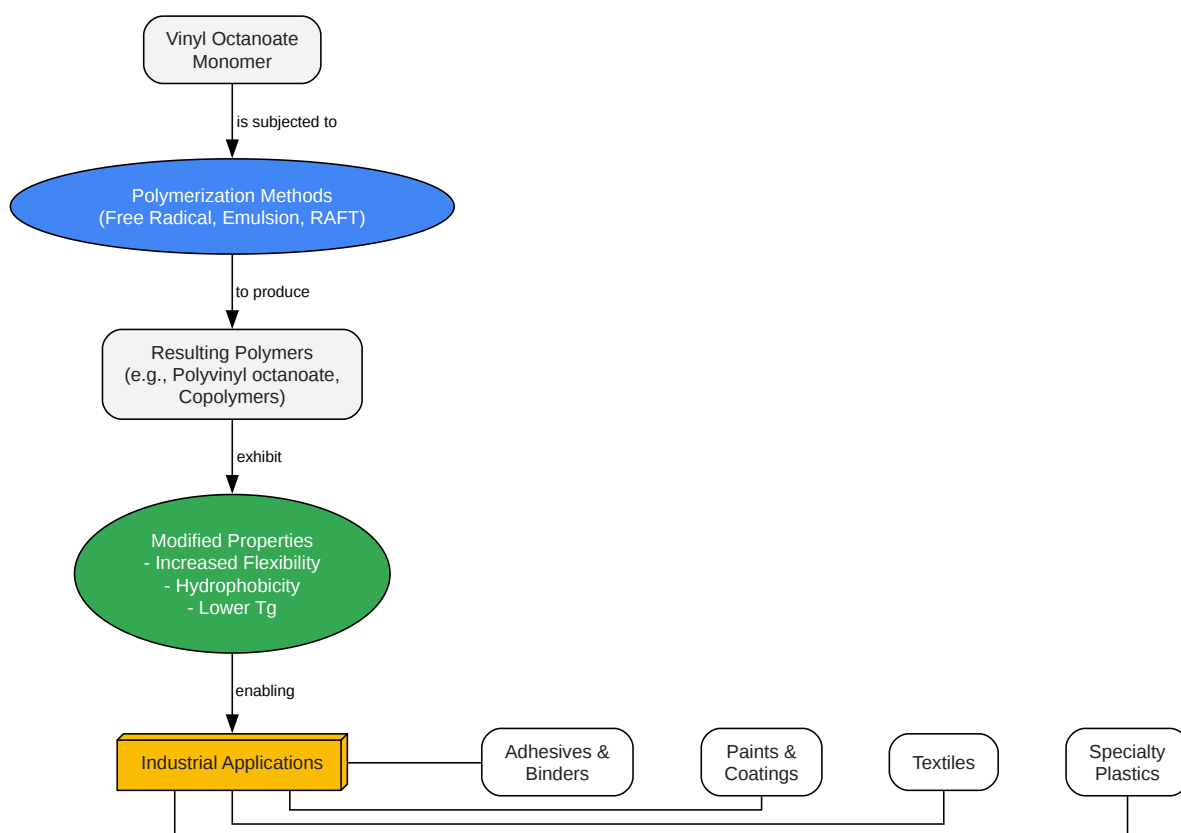 Vinyl Octanoate
Monomer
is subjected to
Polymerization Methods
(Free Radical, Emulsion, RAFT)
to produce
Resulting Polymers
(e.g., Polyvinyl octanoate,
Copolymers)
exhibit
Modified Properties
- Increased Flexibility
- Hydrophobicity
- Lower Tg
enabling
Industrial Applications
Adhesives &
Binders
Paints &
Coatings
Textiles
Specialty
Plastics